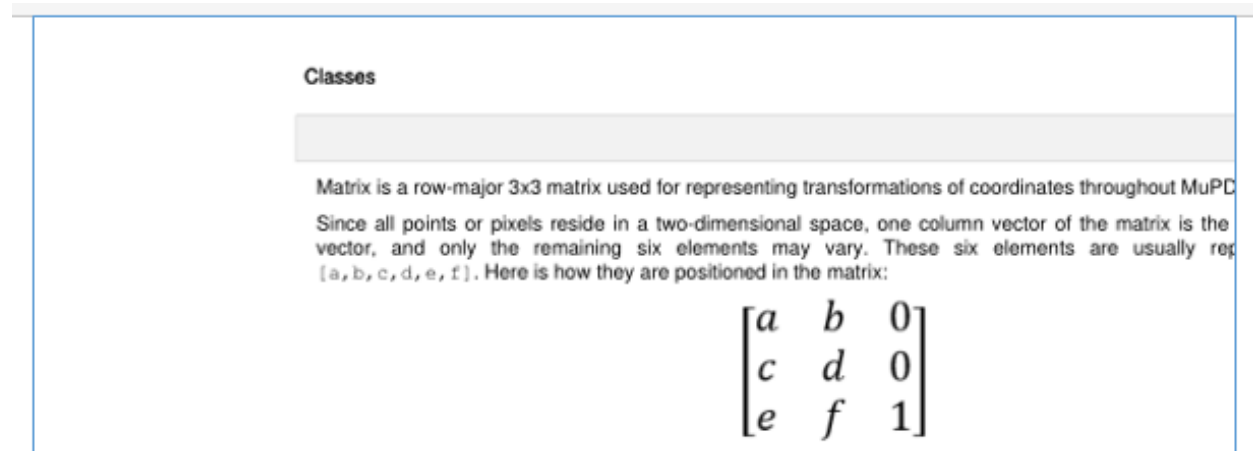 Classes
Matrix is a row-major 3x3 matrix used for representing transformations of coordinates throughout MuPD
Since all points or pixels reside in a two-dimensional space, one column vector of the matrix is the
vector, and only the remaining six elements may vary. These six elements are usually rep
[a,b,c,d,e,f]. Here is how they are positioned in the matrix:
a b 0
c d 0
e f 1